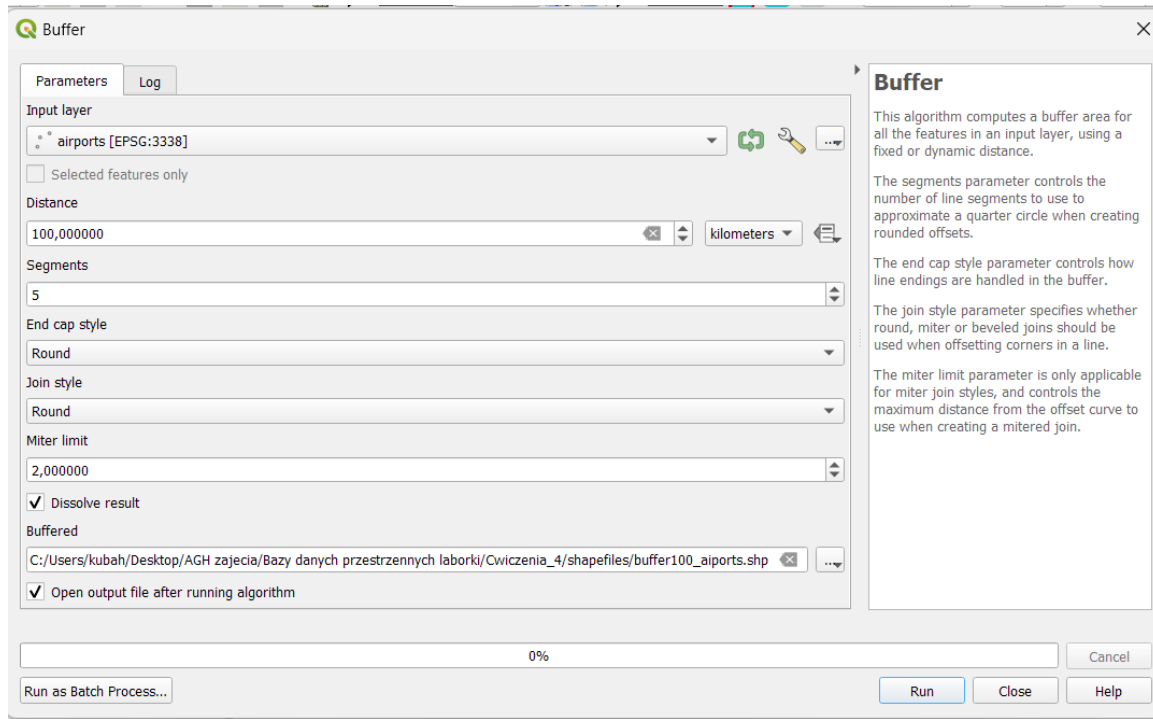 Buffer
Parameters
Log
Input layer
airports [EPSG:3338]
...
Selected features only
Distance
100,000000
kilometers
Segments
5
End cap style
Round
Join style
Round
Miter limit
2,000000
Dissolve result
Buffered
C:/Users/kubah/Desktop/AGH zajecia/Bazy danych przestrzennych laborki/Cwiczenia_4/shapefiles/buffer100_aiports.shp
...
Open output file after running algorithm
Buffer
This algorithm computes a buffer area for
all the features in an input layer, using a
fixed or dynamic distance.
The segments parameter controls the
number of line segments to use to
approximate a quarter circle when creating
rounded offsets.
The end cap style parameter controls how
line endings are handled in the buffer.
The join style parameter specifies whether
round, miter or beveled joins should be
used when offsetting corners in a line.
The miter limit parameter is only applicable
for miter join styles, and controls the
maximum distance from the offset curve to
use when creating a mitered join.
0%
Cancel
Run as Batch Process...
Run
Close
Help